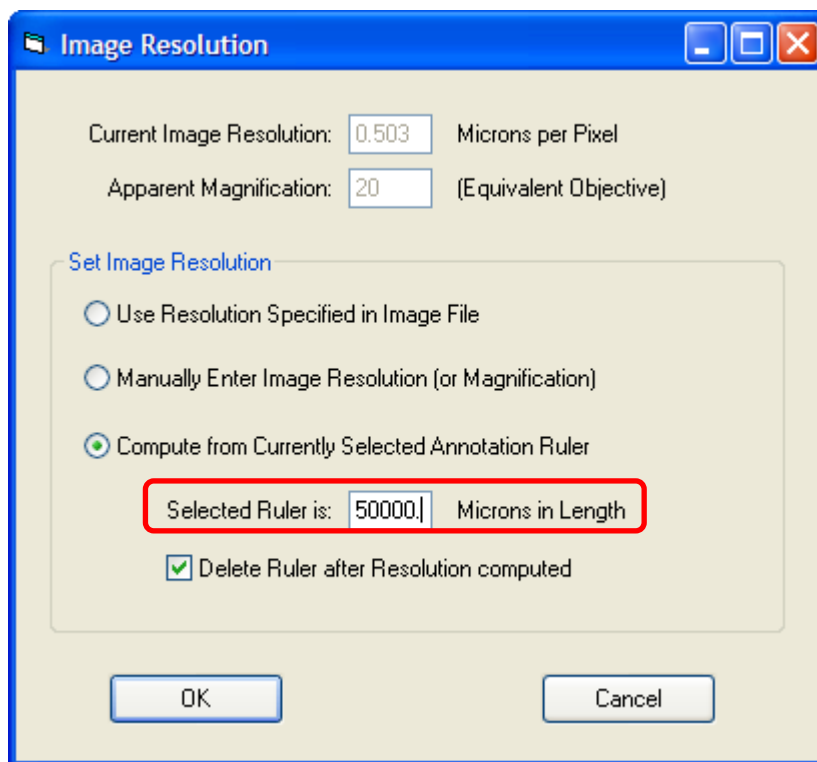 Image Resolution
Current Image Resolution: 0.503 Microns per Pixel
Apparent Magnification: 20 (Equivalent Objective)
Set Image Resolution
Use Resolution Specified in Image File
Manually Enter Image Resolution (or Magnification)
Compute from Currently Selected Annotation Ruler
Selected Ruler is: 50000. Microns in Length
Delete Ruler after Resolution computed
OK Cancel